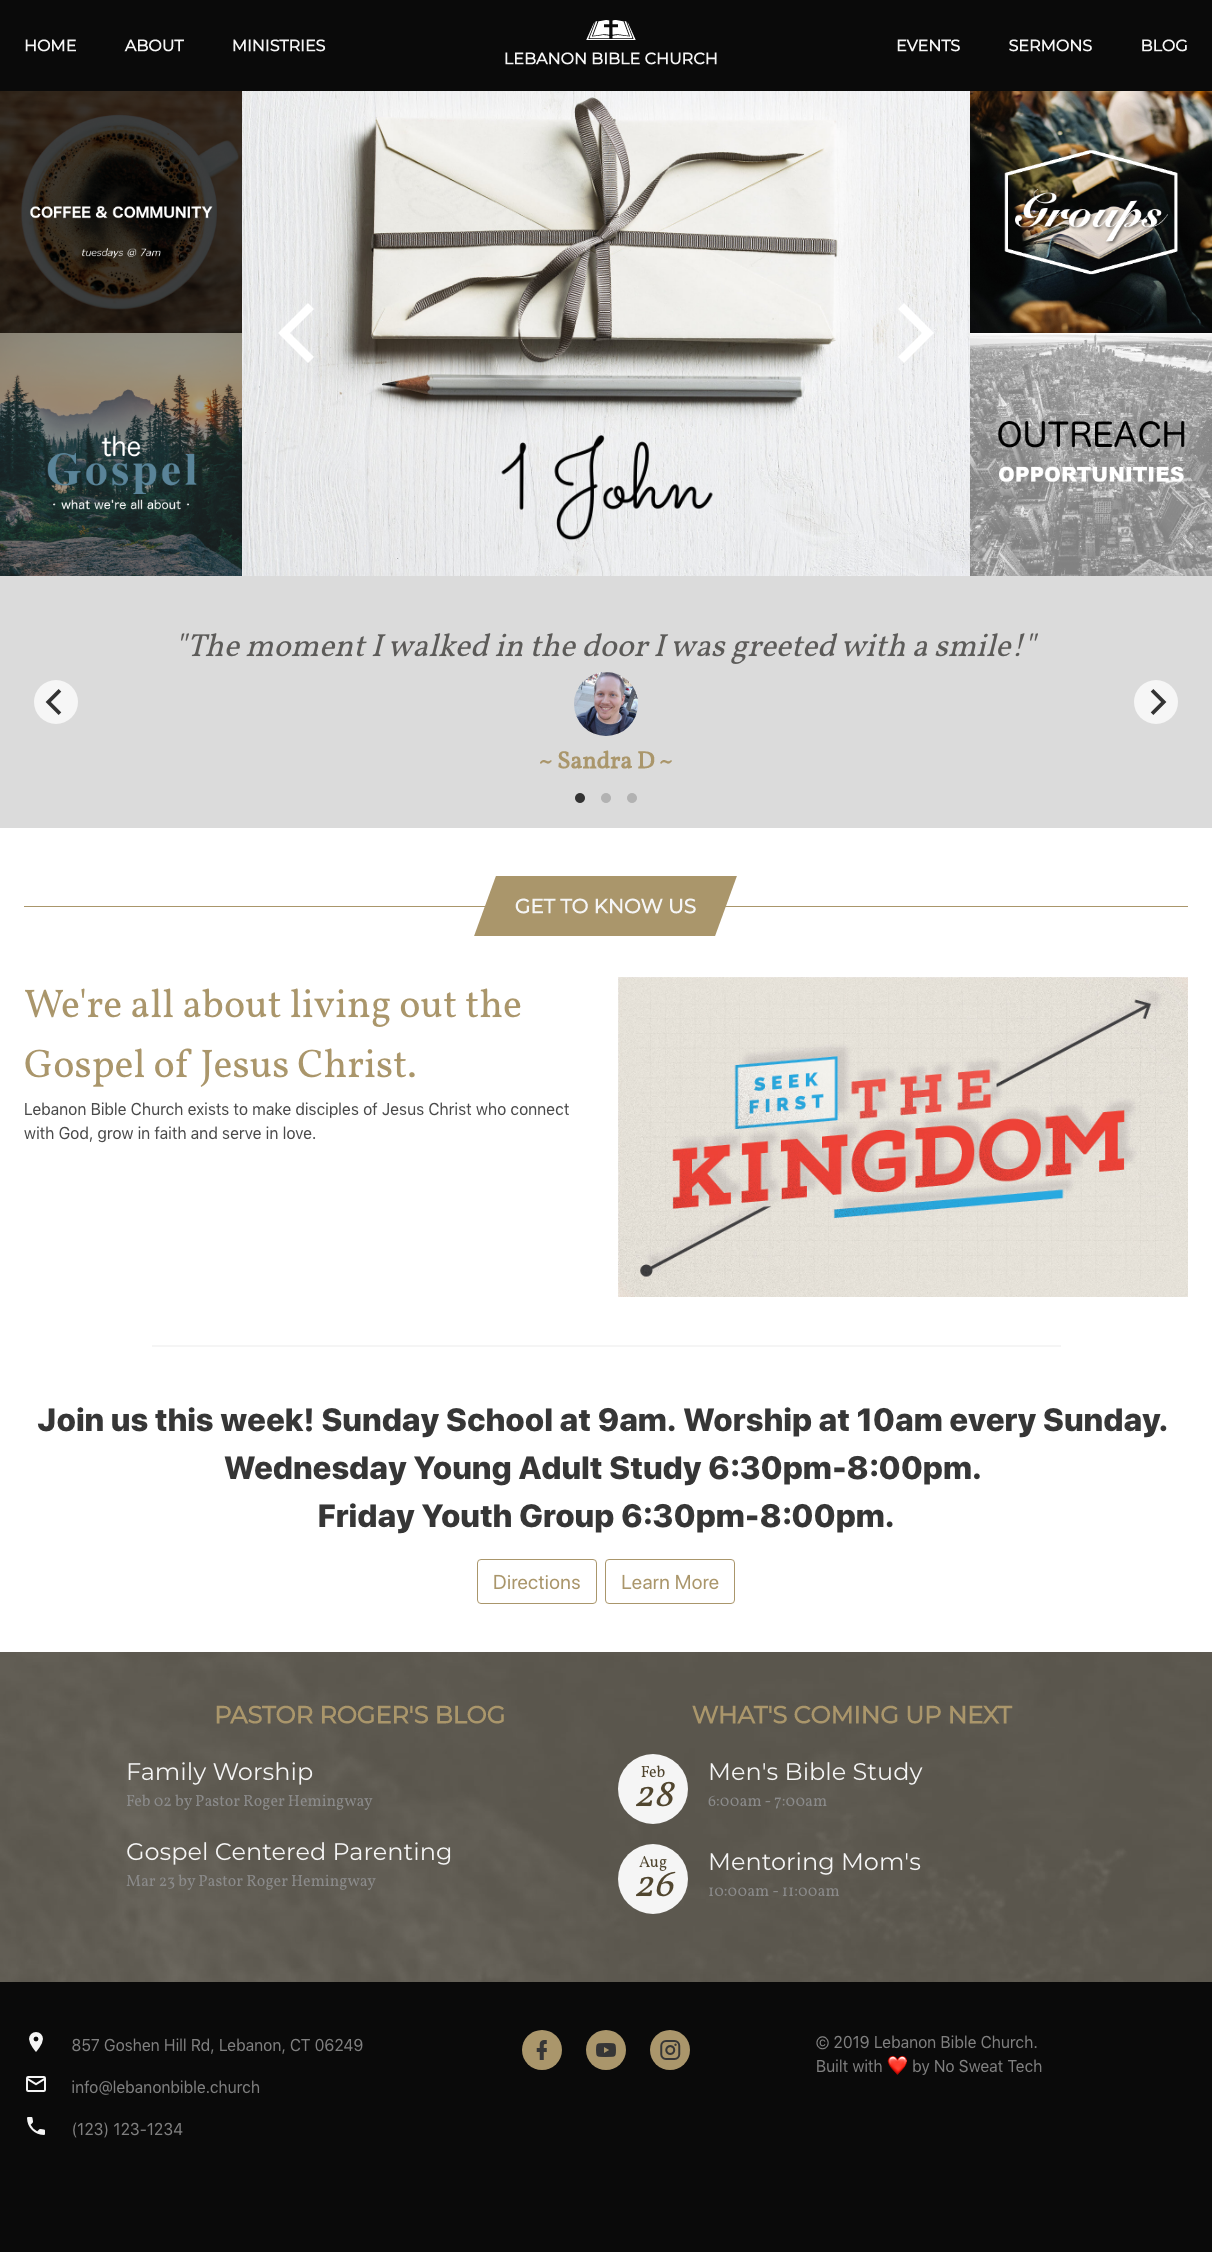 HOME
ABOUT
MINISTRIES
LEBANON BIBLE CHURCH
EVENTS
SERMONS
BLOG
COFFEE & COMMUNITY
tuesdays @ 7am
the
Gospel
· what we're all about ·
1 John
Groups
OUTREACH
OPPORTUNITIES
"The moment I walked in the door I was greeted with a smile!"
~ Sandra D ~
GET TO KNOW US
We're all about living out the
Gospel of Jesus Christ.
Lebanon Bible Church exists to make disciples of Jesus Christ who connect
with God, grow in faith and serve in love.
SEEK
FIRST
THE
KINGDOM
Join us this week! Sunday School at 9am. Worship at 10am every Sunday.
Wednesday Young Adult Study 6:30pm-8:00pm.
Friday Youth Group 6:30pm-8:00pm.
Directions
Learn More
PASTOR ROGER'S BLOG
Family Worship
Feb 02 by Pastor Roger Hemingway
Gospel Centered Parenting
Mar 23 by Pastor Roger Hemingway
WHAT'S COMING UP NEXT
Feb
28
Men's Bible Study
6:00am - 7:00am
Aug
26
Mentoring Mom's
10:00am - 11:00am
857 Goshen Hill Rd, Lebanon, CT 06249
info@lebanonbible.church
(123) 123-1234
© 2019 Lebanon Bible Church.
Built with ❤️ by No Sweat Tech